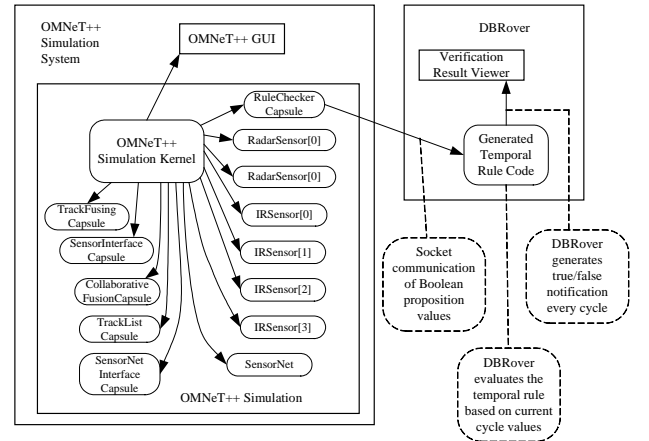 OMNeT++
Simulation
System
OMNeT++ GUI
DBRover
Verification
Result Viewer
RuleChecker
Capsule
OMNeT++
Simulation Kernel
RadarSensor[0]
Generated
Temporal
Rule Code
RadarSensor[0]
TrackFusing
Capsule
IRSensor[0]
SensorInterface
Capsule
IRSensor[1]
Collaborative
FusionCapsule
IRSensor[2]
TrackList
Capsule
IRSensor[3]
SensorNet
Interface
Capsule
SensorNet
OMNeT++ Simulation
Socket
communication
of Boolean
proposition
values
DBRover
generates
true/false
notification
every cycle
DBRover
evaluates the
temporal rule
based on current
cycle values